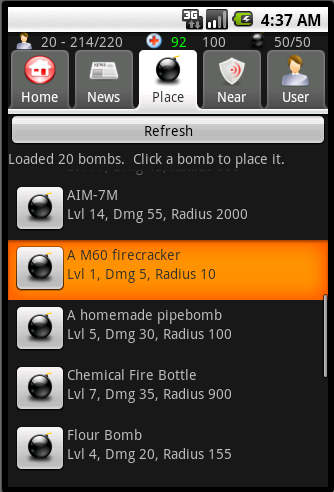 3G
4:37 AM
20 - 214/220 92 100 50/50
Home News Place Near User
Refresh
Loaded 20 bombs. Click a bomb to place it.
AIM-7M
Lvl 14, Dmg 55, Radius 2000
A M60 firecracker
Lvl 1, Dmg 5, Radius 10
A homemade pipebomb
Lvl 5, Dmg 30, Radius 100
Chemical Fire Bottle
Lvl 7, Dmg 35, Radius 900
Flour Bomb
Lvl 4, Dmg 20, Radius 155